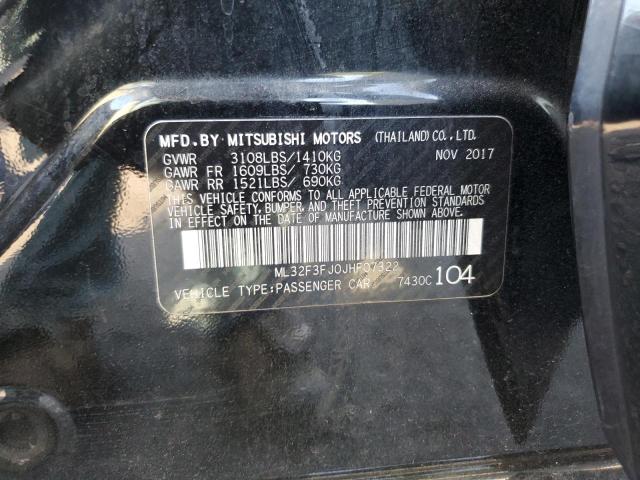 MFD.BY MITSUBISHI MOTORS (THAILAND) CO.,LTD.
GVWR 3108LBS/1410KG NOV 2017
GAWR FR 1609LBS/ 730KG
GAWR RR 1521LBS/ 690KG
THIS VEHICLE CONFORMS TO ALL APPLICABLE FEDERAL MOTOR
VEHICLE SAFETY, BUMPER, AND THEFT PREVENTION STANDARDS
IN EFFECT ON THE DATE OF MANUFACTURE SHOWN ABOVE.
ML32F3FJ0JHF07322
VEHICLE TYPE:PASSENGER CAR 7430C 104